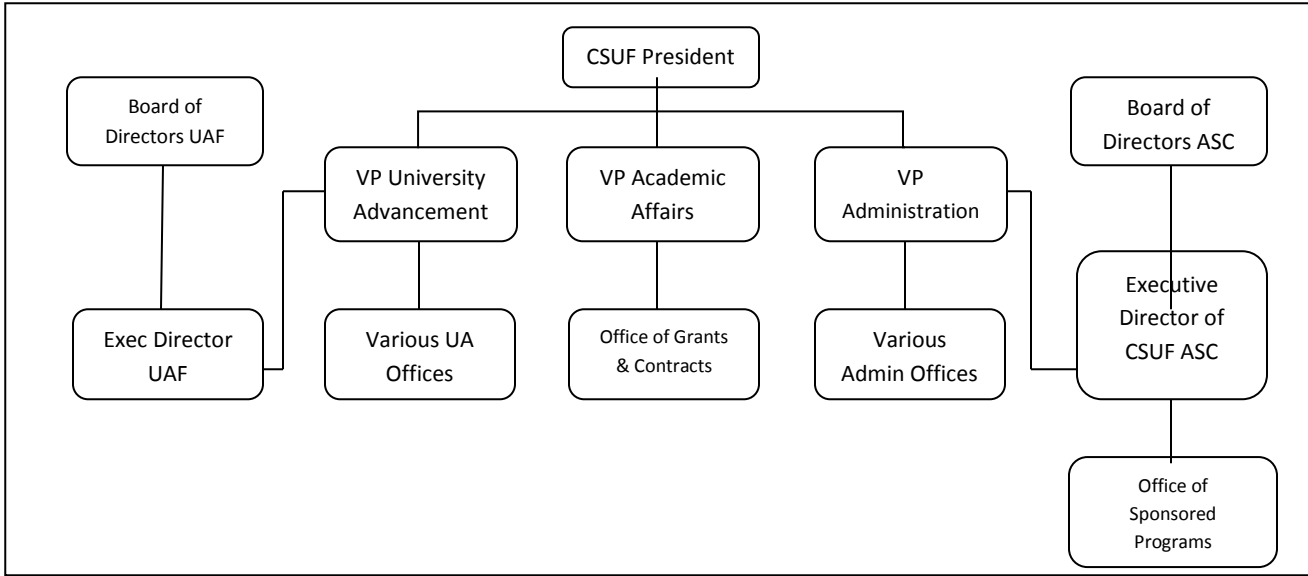 CSUF President
Board of
Directors UAF
Board of
Directors ASC
VP University
Advancement
VP Academic
Affairs
VP
Administration
Exec Director
UAF
Various UA
Offices
Office of Grants
& Contracts
Various
Admin Offices
Executive
Director of
CSUF ASC
Office of
Sponsored
Programs